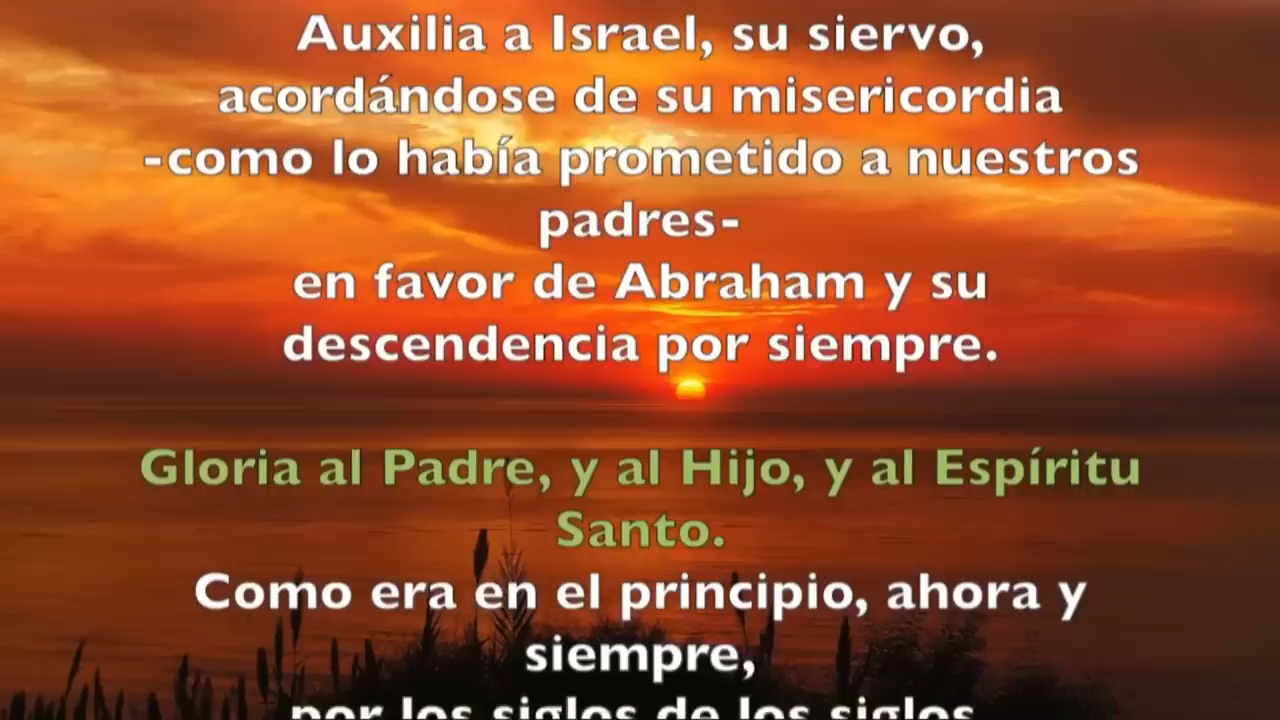 Auxilia a Israel, su siervo,
acordándose de su misericordia
-como lo había prometido a nuestros
padres-
en favor de Abraham y su
descendencia por siempre.
Gloria al Padre, y al Hijo, y al Espíritu
Santo.
Como era en el principio, ahora y
siempre,
por los siglos de los siglos